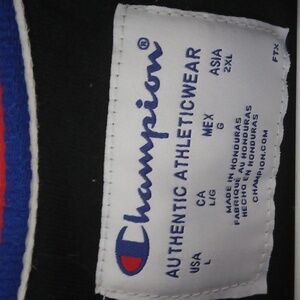 Champion®
AUTHENTIC ATHLETICWEAR
USA CA MEX ASIA
L L/G G 2XL
MADE IN HONDURAS
FABRIQUÉ AU HONDURAS
HECHO EN HONDURAS
CHAMPION.COM
FTX